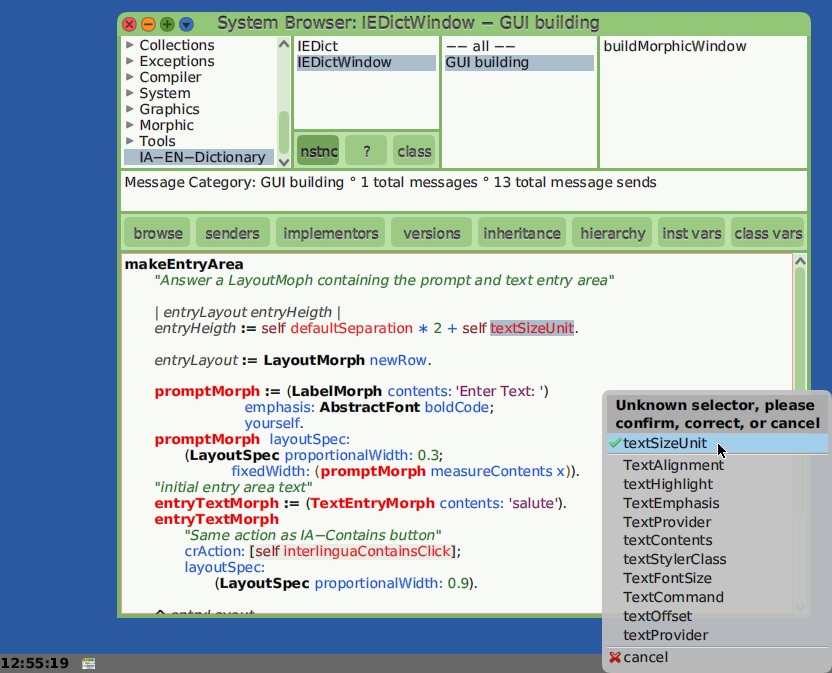 System Browser: IEDictWindow — GUI building
Collections
Exceptions
Compiler
System
Graphics
Morphic
Tools
IA−EN−Dictionary
IEDict
IEDictWindow
nstnc
?
class
−− all −−
GUI building
buildMorphicWindow
Message Category: GUI building ° 1 total messages ° 13 total message sends
browse
senders
implementors
versions
inheritance
hierarchy
inst vars
class vars
makeEntryArea
"Answer a LayoutMoph containing the prompt and text entry area"
| entryLayout entryHeigth |
entryHeigth := self defaultSeparation * 2 + self textSizeUnit.
entryLayout := LayoutMorph newRow.
promptMorph := (LabelMorph contents: 'Enter Text: ')
emphasis: AbstractFont boldCode;
yourself.
promptMorph layoutSpec:
(LayoutSpec proportionalWidth: 0.3;
fixedWidth: (promptMorph measureContents x)).
"initial entry area text"
entryTextMorph := (TextEntryMorph contents: 'salute').
entryTextMorph
"Same action as IA−Contains button"
crAction: [self interlinguaContainsClick];
layoutSpec:
(LayoutSpec proportionalWidth: 0.9).
^ entryLayout
Unknown selector, please
confirm, correct, or cancel
textSizeUnit
TextAlignment
textHighlight
TextEmphasis
TextProvider
textContents
textStylerClass
TextFontSize
TextCommand
textOffset
textProvider
cancel
12:55:19